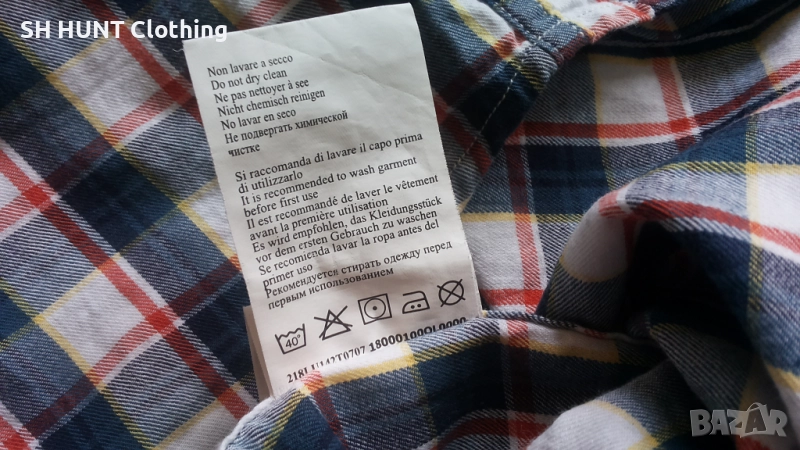 SH HUNT Clothing
Non lavare a secco
Do not dry clean
Ne pas nettoyer à sèe
Nicht chemisch reinigen
No lavar en seco
Не подвергать химической
чистке
Si raccomanda di lavare il capo prima
di utilizzarlo
It is recommended to wash garment
before first use
Il est recommandé de laver le vêtement
avant la première utilisation
Es wird empfohlen, das Kleidungsstück
vor dem ersten Gebrauch zu waschen
Se recomienda lavar la ropa antes del
primer uso
Рекомендуется стирать одежду перед
первым использованием
40°
BAZAR